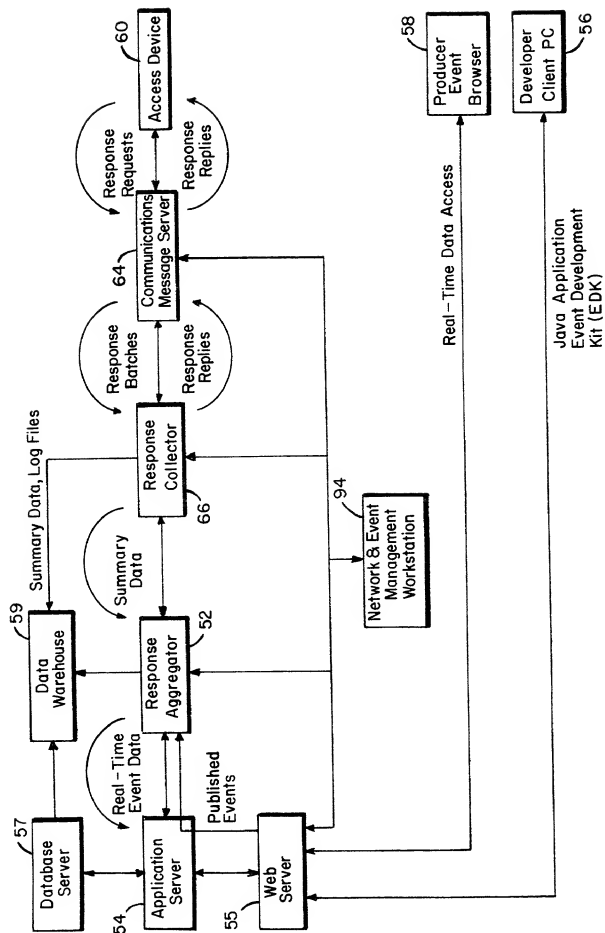 57
Database
Server
59
Data
Warehouse
Summary Data, Log Files
54
Application
Server
Real-Time
Event Data
52
Response
Aggregator
Summary
Data
66
Response
Collector
Response
Batches
Response
Replies
64
Communications
Message Server
Response
Requests
Response
Replies
60
Access Device
Published
Events
55
Web
Server
94
Network & Event
Management
Workstation
58
Producer
Event
Browser
Real-Time Data Access
56
Developer
Client PC
Java Application
Event Development
Kit (EDK)